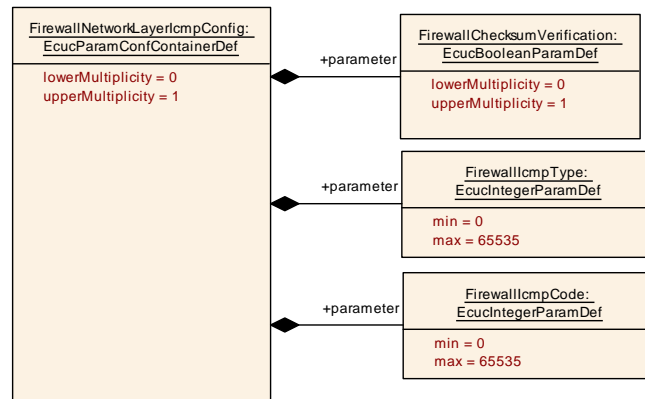 FirewallNetworkLayerIcmpConfig:
EcucParamConfContainerDef
lowerMultiplicity = 0
upperMultiplicity = 1
+parameter
FirewallChecksumVerification:
EcucBooleanParamDef
lowerMultiplicity = 0
upperMultiplicity = 1
+parameter
FirewallIcmpType:
EcucIntegerParamDef
min = 0
max = 65535
+parameter
FirewallIcmpCode:
EcucIntegerParamDef
min = 0
max = 65535